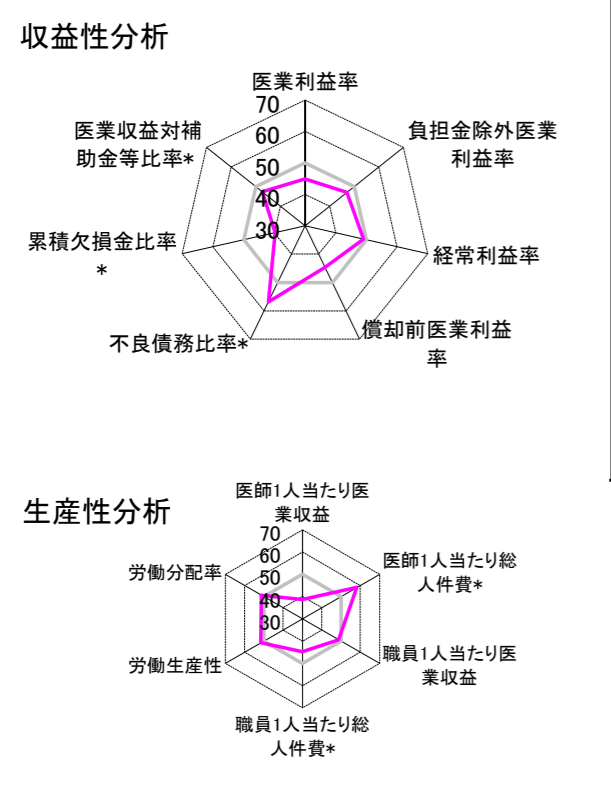 収益性分析
医業利益率
70
60
50
40
30
負担金除外医業
利益率
経常利益率
償却前医業利益
率
不良債務比率*
累積欠損金比率
*
医業収益対補
助金等比率*
生産性分析
医師1人当たり医
業収益
70
60
50
40
30
医師1人当たり総
人件費*
職員1人当たり医
業収益
職員1人当たり総
人件費*
労働生産性
労働分配率